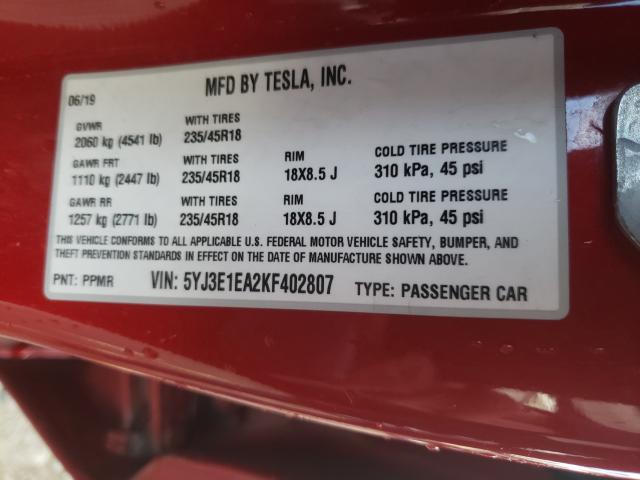 MFD BY TESLA, INC.
06/19
GVWR WITH TIRES
2060 kg (4541 lb) 235/45R18
GAWR FRT WITH TIRES RIM COLD TIRE PRESSURE
1110 kg (2447 lb) 235/45R18 18X8.5 J 310 kPa, 45 psi
GAWR RR WITH TIRES RIM COLD TIRE PRESSURE
1257 kg (2771 lb) 235/45R18 18X8.5 J 310 kPa, 45 psi
THIS VEHICLE CONFORMS TO ALL APPLICABLE U.S. FEDERAL MOTOR VEHICLE SAFETY, BUMPER, AND
THEFT PREVENTION STANDARDS IN EFFECT ON THE DATE OF MANUFACTURE SHOWN ABOVE.
PNT: PPMR VIN: 5YJ3E1EA2KF402807 TYPE: PASSENGER CAR